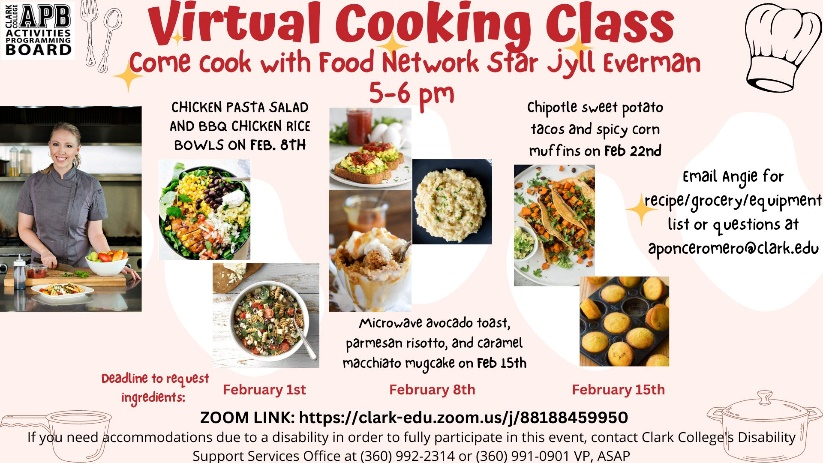 CLARK COLLEGE
APB
ACTIVITIES
PROGRAMMING
BOARD
Virtual Cooking Class
Come cook with Food Network Star Jyll Everman
5-6 pm
CHICKEN PASTA SALAD
AND BBQ CHICKEN RICE
BOWLS ON FEB. 8TH
Chipotle sweet potato
tacos and spicy corn
muffins on Feb 22nd
Email Angie for
recipe/grocery/equipment
list or questions at
aponceromero@clark.edu
Microwave avocado toast,
parmesan risotto, and caramel
macchiato mugcake on Feb 15th
Deadline to request
ingredients:
February 1st
February 8th
February 15th
ZOOM LINK: https://clark-edu.zoom.us/j/88188459950
If you need accommodations due to a disability in order to fully participate in this event, contact Clark College's Disability
Support Services Office at (360) 992-2314 or (360) 991-0901 VP, ASAP